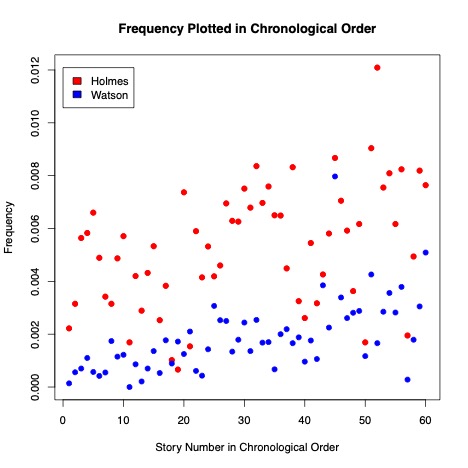 Frequency Plotted in Chronological Order
Holmes
Watson
Frequency
0.012
0.010
0.008
0.006
0.004
0.002
0.000
0 10 20 30 40 50 60
Story Number in Chronological Order